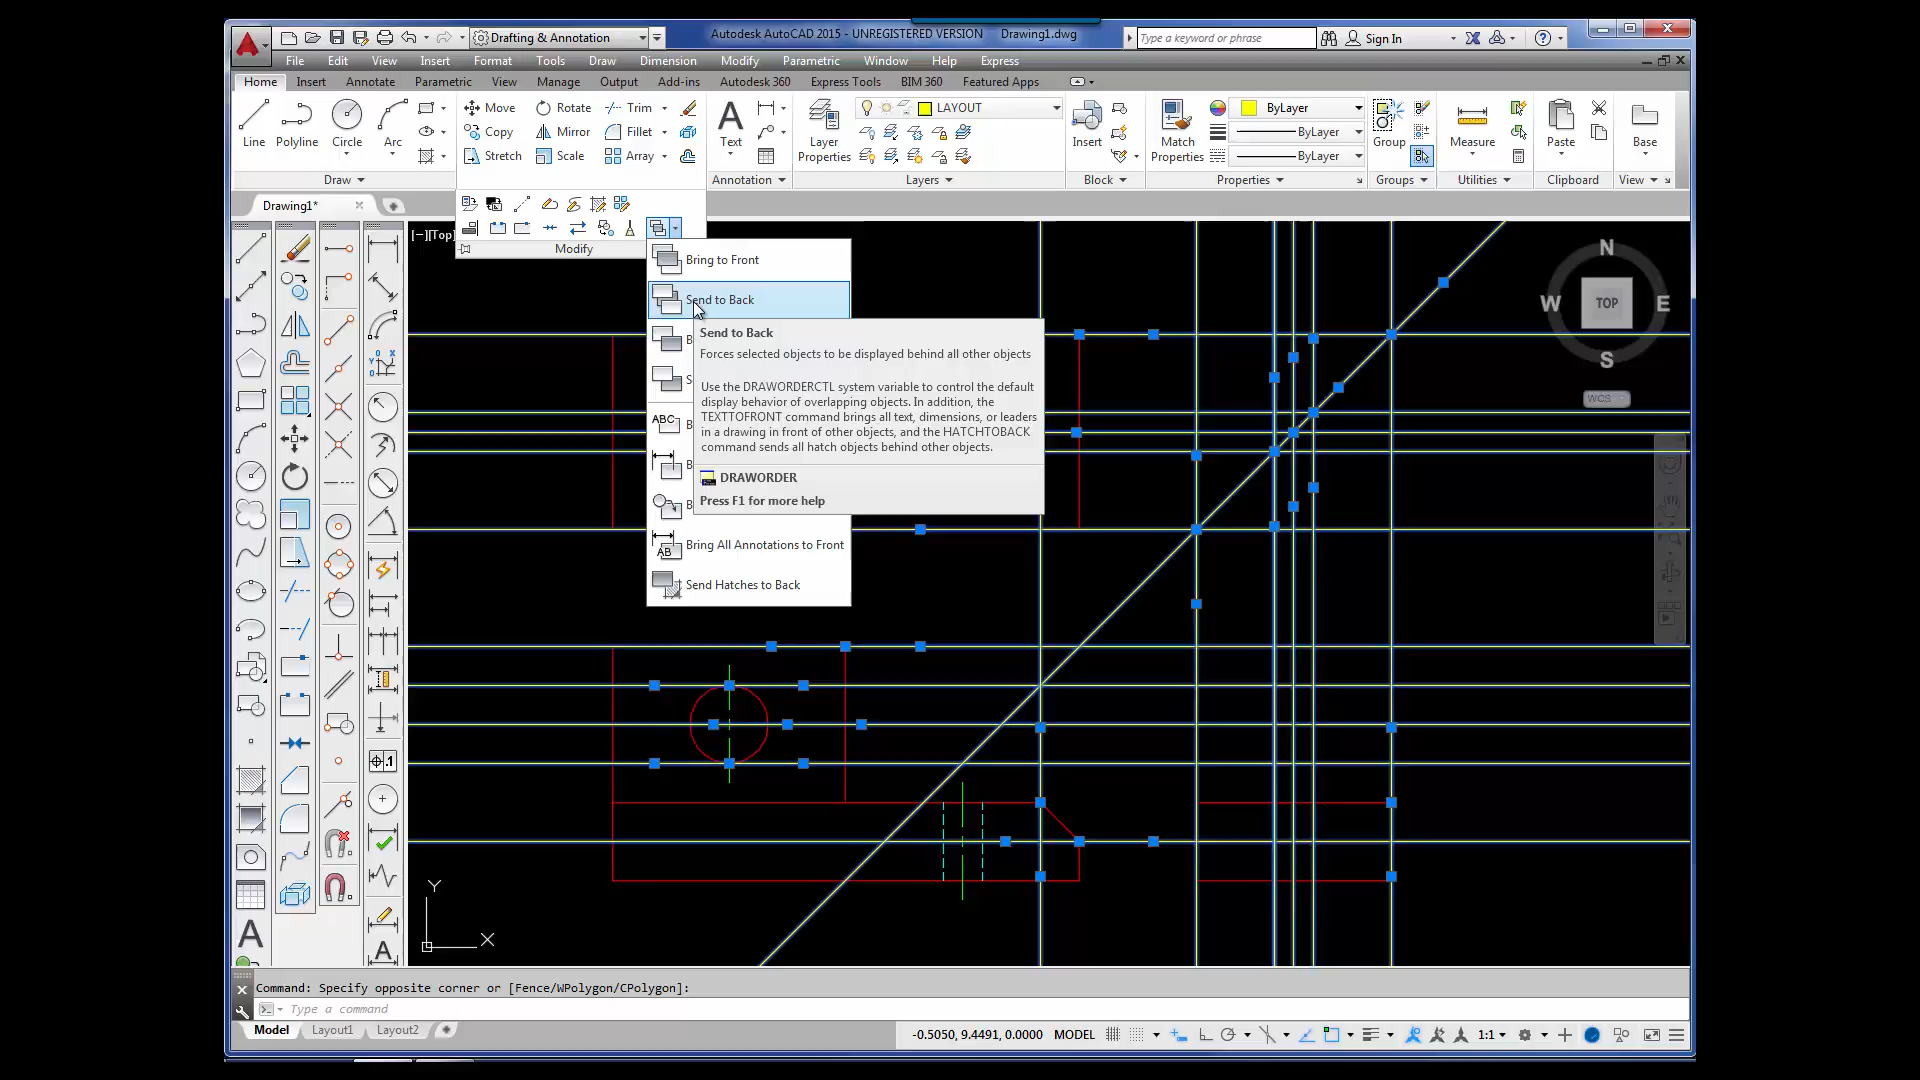 Drafting & Annotation
Autodesk AutoCAD 2015 - UNREGISTERED VERSION    Drawing1.dwg
Type a keyword or phrase
Sign In
File Edit View Insert Format Tools Draw Dimension Modify Parametric Window Help Express
Home Insert Annotate Parametric View Manage Output Add-ins Autodesk 360 Express Tools BIM 360 Featured Apps
Line Polyline Circle Arc
Move Rotate Trim
Copy Mirror Fillet
Stretch Scale Array
A
Text
Layer Properties
LAYOUT
Insert
Match Properties
ByLayer
ByLayer
ByLayer
Group
Measure
Paste
Base
Draw Annotation Layers Block Properties Groups Utilities Clipboard View
Drawing1*
[−][Top]
Modify
Bring to Front
Send to Back
B
S
ABC B
B
B
AB Bring All Annotations to Front
Send Hatches to Back
Send to Back
Forces selected objects to be displayed behind all other objects
Use the DRAWORDERCTL system variable to control the default
display behavior of overlapping objects. In addition, the
TEXTTOFRONT command brings all text, dimensions, or leaders
in a drawing in front of other objects, and the HATCHTOBACK
command sends all hatch objects behind other objects.
DRAWORDER
Press F1 for more help
N
W TOP E
S
WCS
Y
X
A
A
Command: Specify opposite corner or [Fence/WPolygon/CPolygon]:
Type a command
Model Layout1 Layout2
-0.5050, 9.4491, 0.0000 MODEL
1:1